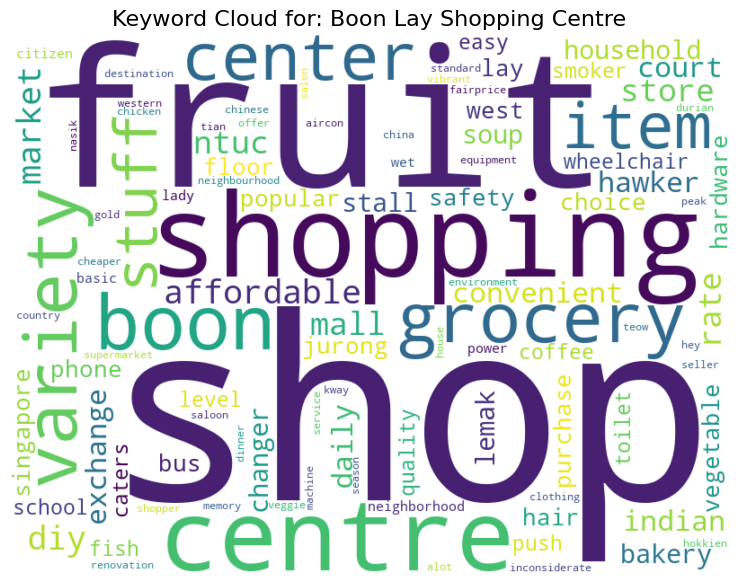 Keyword Cloud for: Boon Lay Shopping Centre
fruit
shop
shopping
centre
center
item
grocery
boon
variety
stuff
market
citizen
destination
western
chicken
nasik
tian
chinese
offer
neighbourhood
salon
aircon
china
wet
standard
vibrant
fairprice
easy
lay
west
soup
equipment
household
smoker
court
store
durian
wheelchair
hawker
hardware
ntuc
floor
popular
stall
safety
choice
peak
lady
gold
cheaper
basic
country
affordable
environment
convenient
rate
mall
jurong
house
power
coffee
teow
hey
seller
supermarket
phone
singapore
exchange
school
caters
level
saloon
bus
changer
dinner
kway
service
daily
season
machine
memory
veggie
shopper
quality
lemak
neighborhood
purchase
toilet
vegetable
clothing
hair
indian
hokkien
diy
fish
renovation
alot
push
inconsiderate
bakery